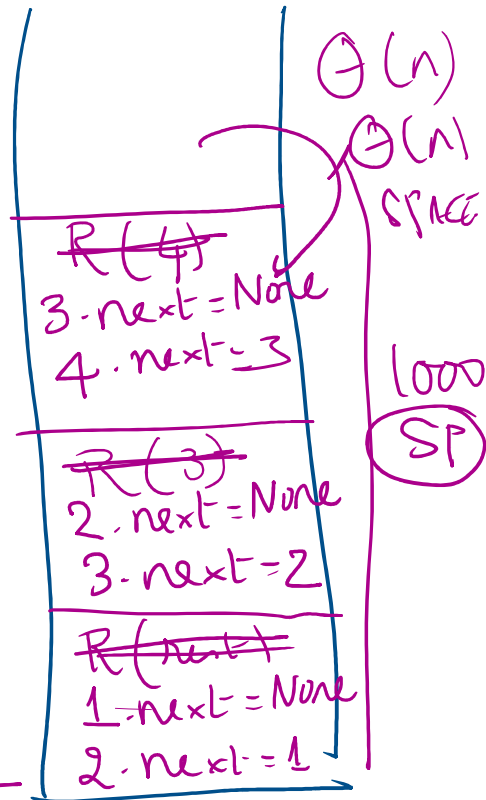 θ(n)
θ(n)
SPACE
R(4)
3.next=None
4.next=3
1000
SP
R(3)
2.next=None
3.next=2
R(next)
1.next=None
2.next=1